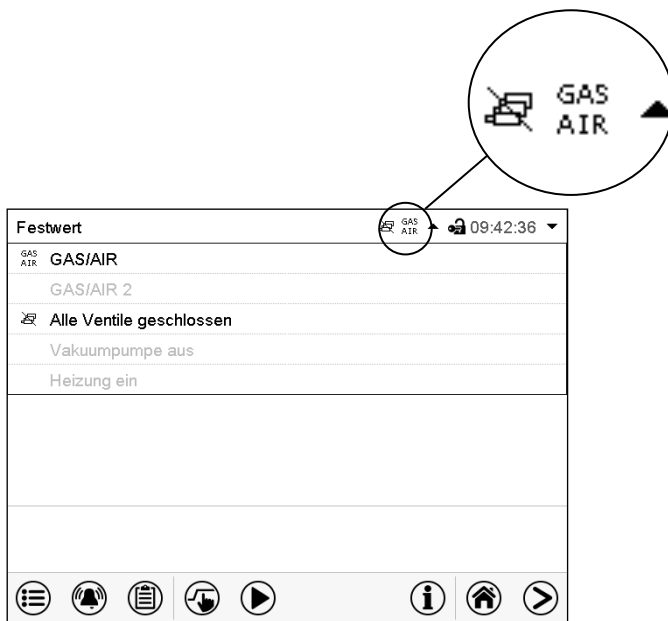 GAS
AIR
Festwert
GAS
AIR
09:42:36
GAS
AIR
GAS/AIR
GAS/AIR 2
Alle Ventile geschlossen
Vakuumpumpe aus
Heizung ein